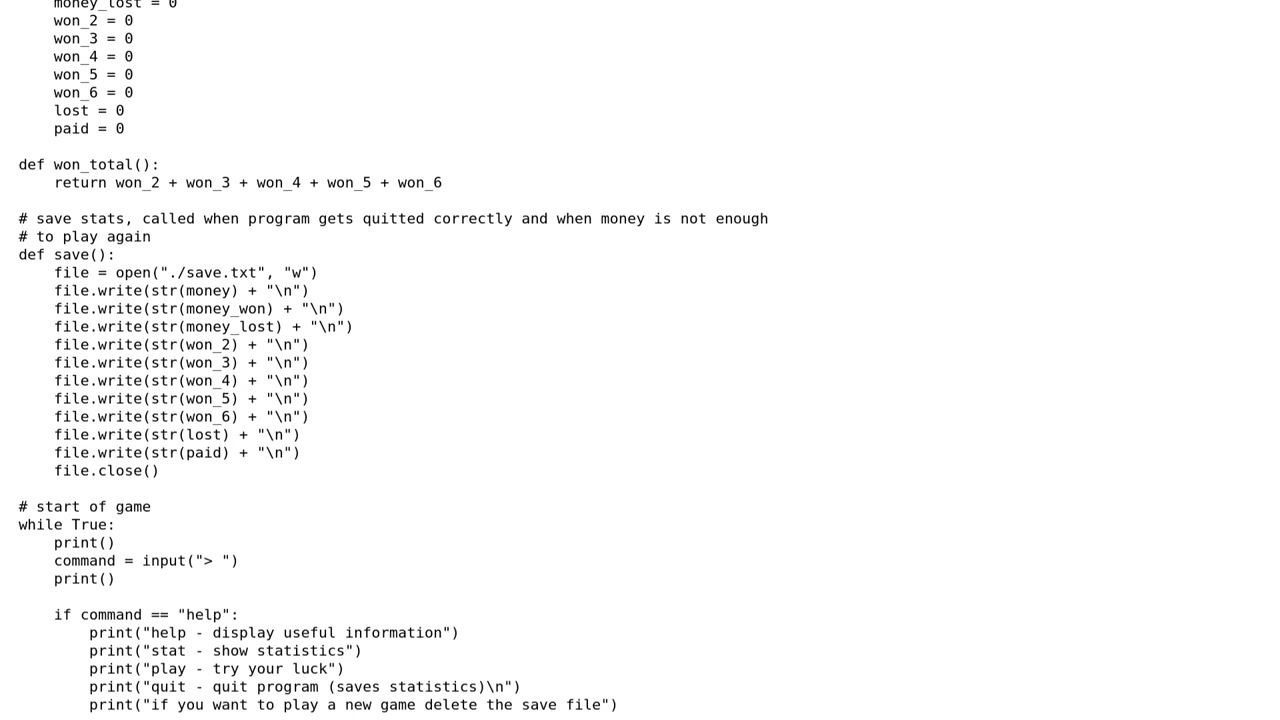 money_lost = 0
    won_2 = 0
    won_3 = 0
    won_4 = 0
    won_5 = 0
    won_6 = 0
    lost = 0
    paid = 0

def won_total():
    return won_2 + won_3 + won_4 + won_5 + won_6

# save stats, called when program gets quitted correctly and when money is not enough
# to play again
def save():
    file = open("./save.txt", "w")
    file.write(str(money) + "\n")
    file.write(str(money_won) + "\n")
    file.write(str(money_lost) + "\n")
    file.write(str(won_2) + "\n")
    file.write(str(won_3) + "\n")
    file.write(str(won_4) + "\n")
    file.write(str(won_5) + "\n")
    file.write(str(won_6) + "\n")
    file.write(str(lost) + "\n")
    file.write(str(paid) + "\n")
    file.close()

# start of game
while True:
    print()
    command = input("> ")
    print()

    if command == "help":
        print("help - display useful information")
        print("stat - show statistics")
        print("play - try your luck")
        print("quit - quit program (saves statistics)\n")
        print("if you want to play a new game delete the save file")